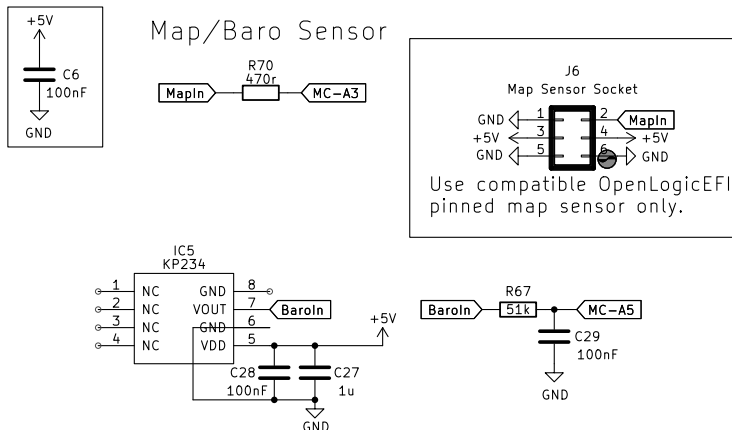 +5V
C6
100nF
GND
Map/Baro Sensor
R70
470r
MapIn
MC-A3
J6
Map Sensor Socket
GND 1 2 MapIn
+5V 3 4 +5V
GND 5 6 GND
Use compatible OpenLogicEFI
pinned map sensor only.
IC5
KP234
1 NC GND 8
2 NC VOUT 7 BaroIn
3 NC GND 6
4 NC VDD 5
+5V
C28
100nF
C27
1u
GND
R67
BaroIn 51k MC-A5
C29
100nF
GND